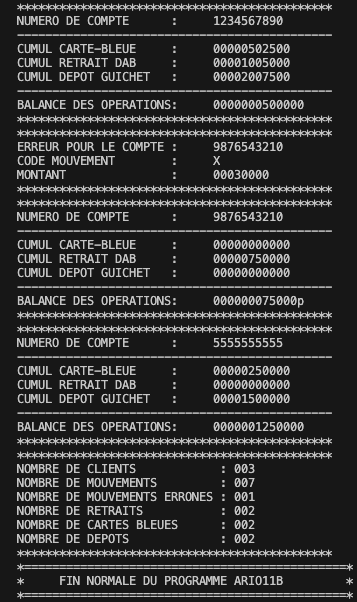 *********************************************
NUMERO DE COMPTE      :     1234567890
---------------------------------------------
CUMUL CARTE-BLEUE     :     00000502500
CUMUL RETRAIT DAB     :     00001005000
CUMUL DEPOT GUICHET   :     00002007500
---------------------------------------------
BALANCE DES OPERATIONS:     0000000500000
*********************************************
*********************************************
ERREUR POUR LE COMPTE :     9876543210
CODE MOUVEMENT        :     X
MONTANT               :     00030000
*********************************************
*********************************************
NUMERO DE COMPTE      :     9876543210
---------------------------------------------
CUMUL CARTE-BLEUE     :     00000000000
CUMUL RETRAIT DAB     :     00000750000
CUMUL DEPOT GUICHET   :     00000000000
---------------------------------------------
BALANCE DES OPERATIONS:     000000075000p
*********************************************
*********************************************
NUMERO DE COMPTE      :     5555555555
---------------------------------------------
CUMUL CARTE-BLEUE     :     00000250000
CUMUL RETRAIT DAB     :     00000000000
CUMUL DEPOT GUICHET   :     00001500000
---------------------------------------------
BALANCE DES OPERATIONS:     0000001250000
*********************************************
*********************************************
NOMBRE DE CLIENTS            : 003
NOMBRE DE MOUVEMENTS         : 007
NOMBRE DE MOUVEMENTS ERRONES : 001
NOMBRE DE RETRAITS           : 002
NOMBRE DE CARTES BLEUES      : 002
NOMBRE DE DEPOTS             : 002
*********************************************
*==============================================*
*     FIN NORMALE DU PROGRAMME ARIO11B         *
*==============================================*